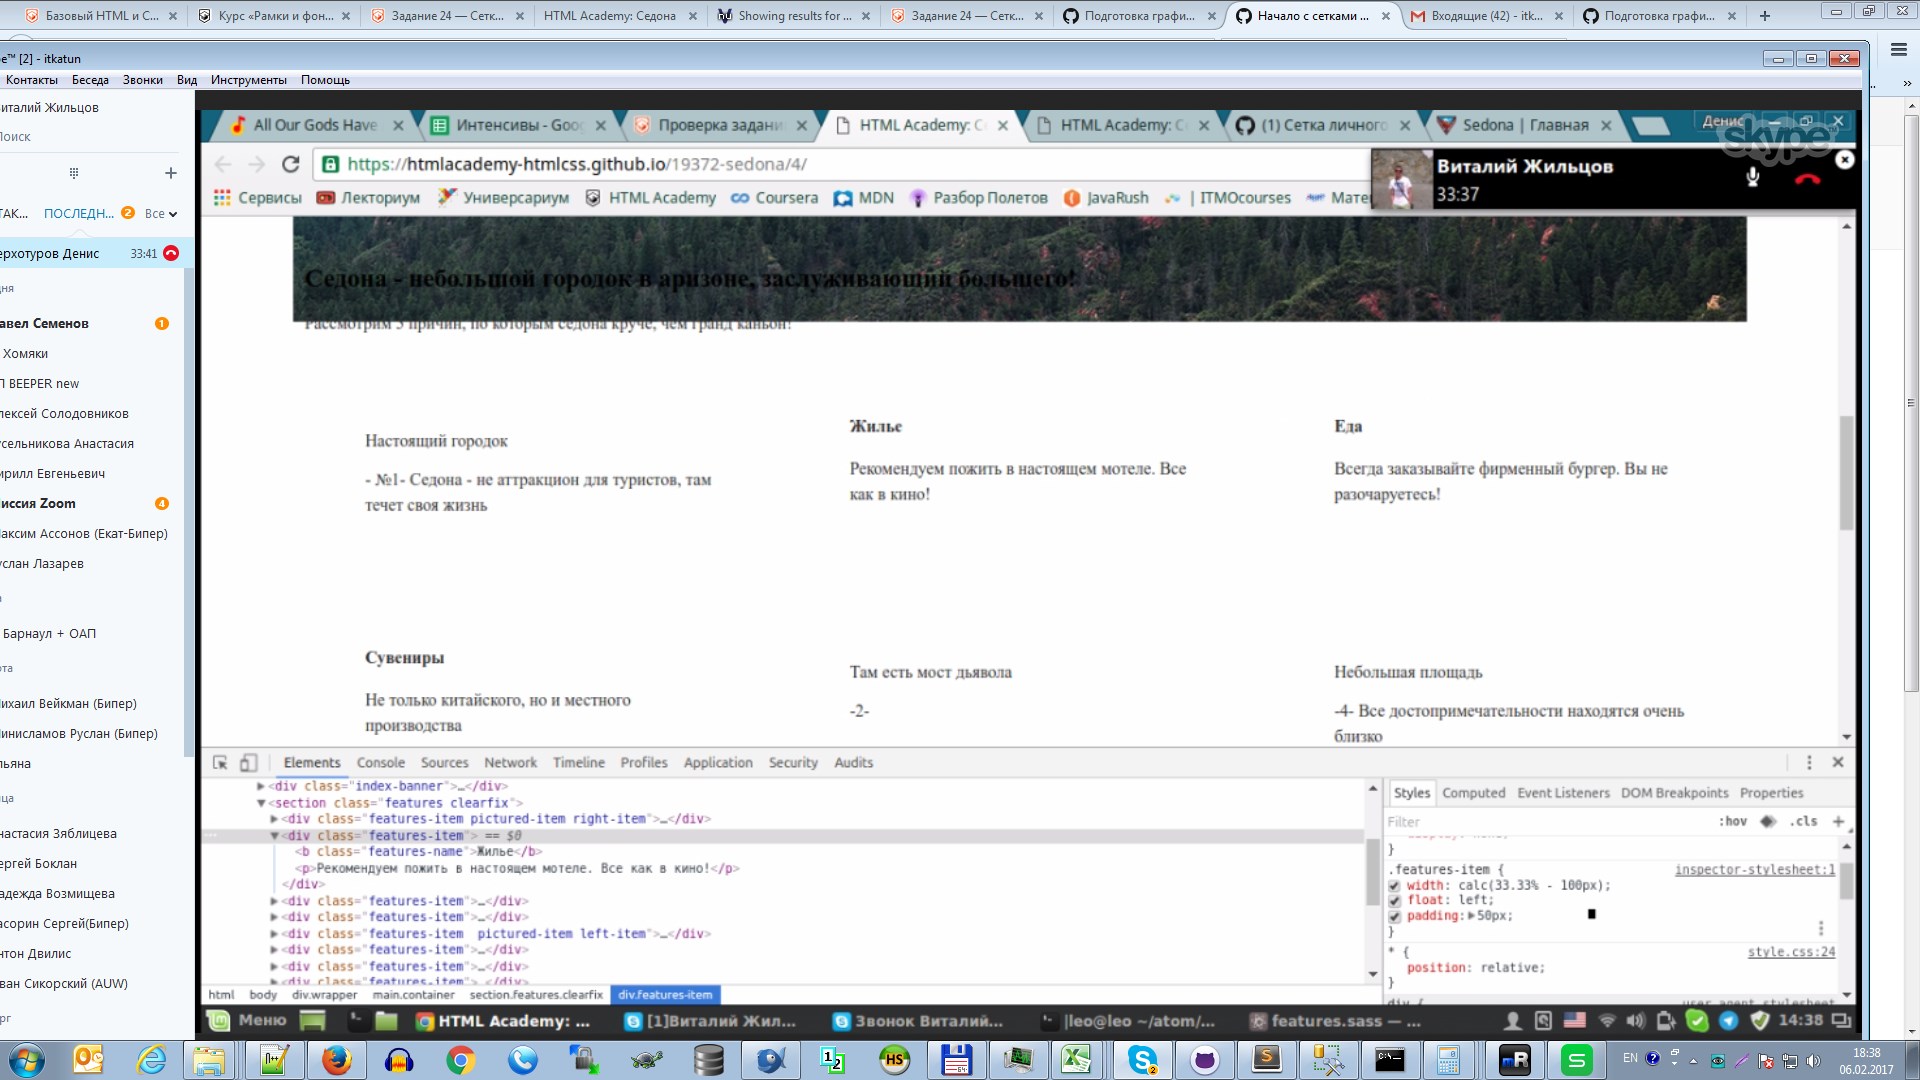 Базовый HTML и С...
Курс «Рамки и фон...
Задание 24 — Сетк...
HTML Academy: Седона
Showing results for ...
Задание 24 — Сетк...
Подготовка графи...
Начало с сетками ...
Входящие (42) - itk...
Подготовка графи...
[2] - itkatun
Контакты Беседа Звонки Вид Инструменты Помощь
италий Жильцов
оиск
ПОСЛЕДН... 2 Все
ерхотуров Денис 33:41
авел Семенов 1
Хомяки
П BEEPER new
лексей Солодовников
усельникова Анастасия
ирилл Евгеньевич
иссия Zoom 4
аксим Ассонов (Екат-Бипер)
услан Лазарев
Барнаул + ОАП
ихаил Вейкман (Бипер)
инисламов Руслан (Бипер)
льяна
настасия Зяблицева
ергей Боклан
адежда Возмищева
асорин Сергей(Бипер)
нтон Двилис
ван Сикорский (AUW)
All Our Gods Have
Интенсивы - Goo
Проверка задани
HTML Academy: C
HTML Academy: C
(1) Сетка личного
Sedona | Главная
Денис
skype™
https://htmlacademy-htmlcss.github.io/19372-sedona/4/
Виталий Жильцов
33:37
Сервисы Лекториум Универсариум HTML Academy Coursera MDN Разбор Полетов JavaRush | ITMOcourses Мате
Седона - небольшой городок в аризоне, заслуживающий большего!
Рассмотрим 5 причин, по которым седона круче, чем гранд каньон!
Настоящий городок
- №1- Седона - не аттракцион для туристов, там
течет своя жизнь
Жилье
Рекомендуем пожить в настоящем мотеле. Все
как в кино!
Еда
Всегда заказывайте фирменный бургер. Вы не
разочаруетесь!
Сувениры
Не только китайского, но и местного
производства
Там есть мост дьявола
-2-
Небольшая площадь
-4- Все достопримечательности находятся очень
близко
Elements Console Sources Network Timeline Profiles Application Security Audits
<div class="index-banner">…</div>
<section class="features clearfix">
<div class="features-item pictured-item right-item">…</div>
<div class="features-item"> == $0
<b class="features-name">Жилье</b>
<p>Рекомендуем пожить в настоящем мотеле. Все как в кино!</p>
</div>
<div class="features-item">…</div>
<div class="features-item">…</div>
<div class="features-item  pictured-item left-item">…</div>
<div class="features-item">…</div>
<div class="features-item">…</div>
<div class="features-item">…</div>
html body div.wrapper main.container section.features.clearfix div.features-item
Styles Computed Event Listeners DOM Breakpoints Properties
Filter :hov .cls +
}
.features-item { inspector-stylesheet:1
width: calc(33.33% - 100px);
float: left;
padding: 50px;
}
* { style.css:24
position: relative;
}
div { user agent stylesheet
Меню
HTML Academy: ...
[1]Виталий Жил...
Звонок Виталий...
|leo@leo ~/atom/...
features.sass — ...
14:38
EN
18:38
06.02.2017